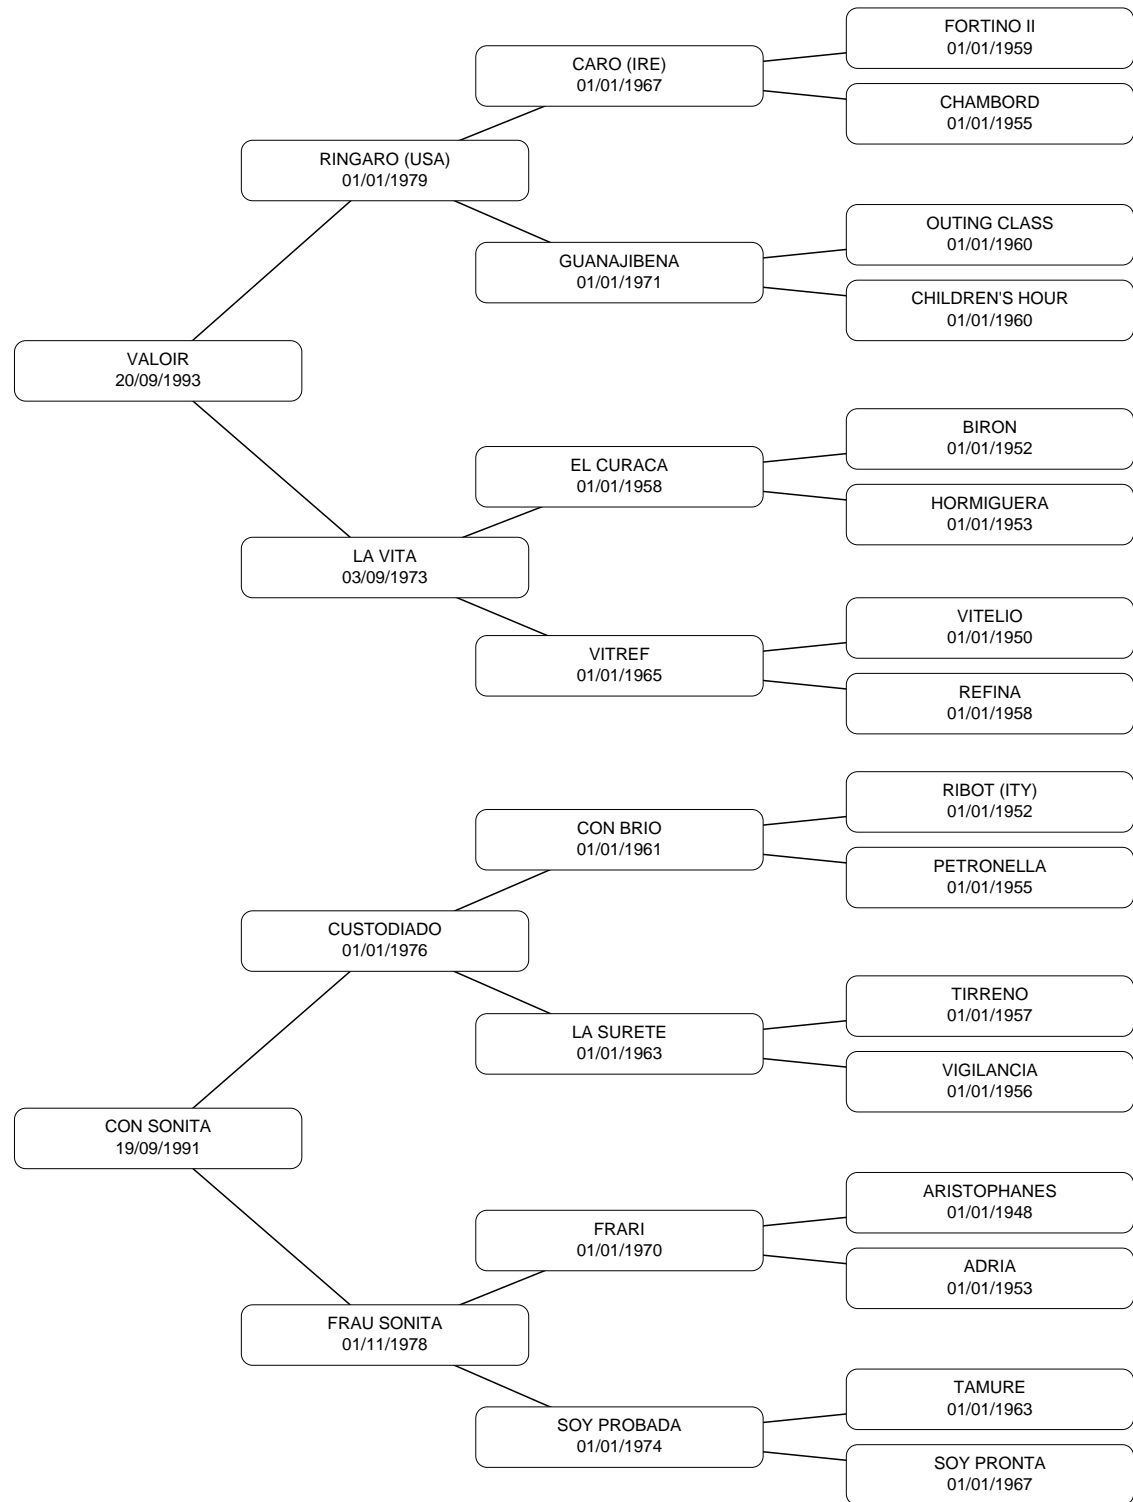 FORTINO II
01/01/1959
CARO (IRE)
01/01/1967
CHAMBORD
01/01/1955
RINGARO (USA)
01/01/1979
OUTING CLASS
01/01/1960
GUANAJIBENA
01/01/1971
CHILDREN'S HOUR
01/01/1960
VALOIR
20/09/1993
BIRON
01/01/1952
EL CURACA
01/01/1958
HORMIGUERA
01/01/1953
LA VITA
03/09/1973
VITELIO
01/01/1950
VITREF
01/01/1965
REFINA
01/01/1958
RIBOT (ITY)
01/01/1952
CON BRIO
01/01/1961
PETRONELLA
01/01/1955
CUSTODIADO
01/01/1976
TIRRENO
01/01/1957
LA SURETE
01/01/1963
VIGILANCIA
01/01/1956
CON SONITA
19/09/1991
ARISTOPHANES
01/01/1948
FRARI
01/01/1970
ADRIA
01/01/1953
FRAU SONITA
01/11/1978
TAMURE
01/01/1963
SOY PROBADA
01/01/1974
SOY PRONTA
01/01/1967